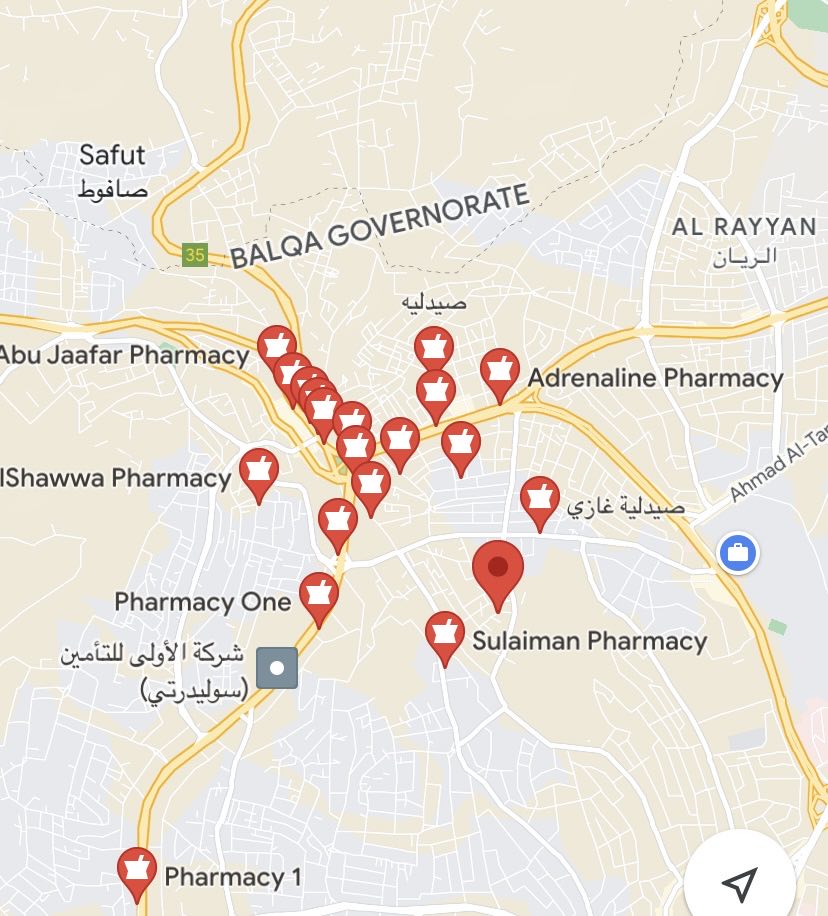 Safut
صافوط
BALQA GOVERNORATE
35
AL RAYYAN
الريان
صيدليه
Abu Jaafar Pharmacy
Adrenaline Pharmacy
lShawwa Pharmacy
صيدلية غازي
Ahmad Al-Tar
Pharmacy One
Sulaiman Pharmacy
شركة الأولى للتأمين
(سوليدرتي)
Pharmacy 1